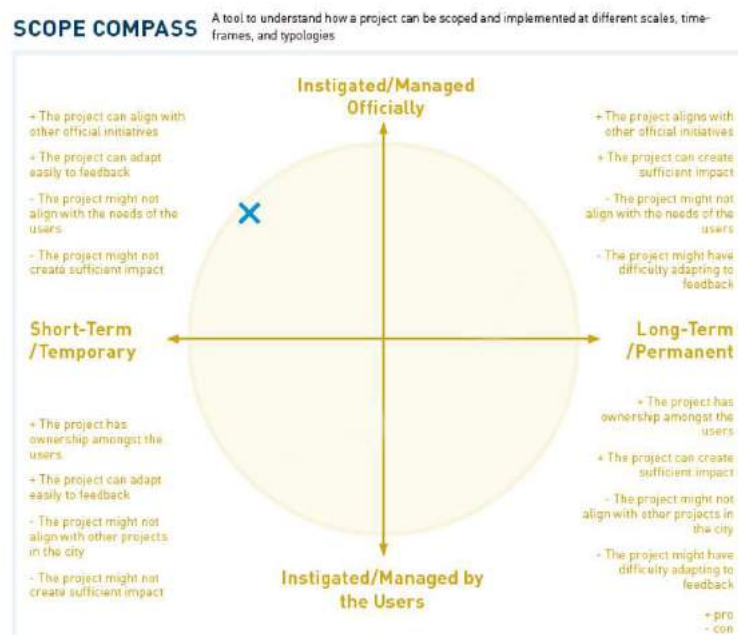 SCOPE COMPASS
A tool to understand how a project can be scoped and implemented at different scales, time-
frames, and typologies
Instigated/Managed
Officially
+ The project can align with
other official initiatives
+ The project can adapt
easily to feedback
- The project might not
align with the needs of the
users
- The project might not
create sufficient impact
+ The project aligns with
other official initiatives
+ The project can create
sufficient impact
- The project might not
align with the needs of the
users
- The project might have
difficulty adapting to
feedback
Short-Term
/Temporary
Long-Term
/Permanent
+ The project has
ownership amongst the
users
+ The project can adapt
easily to feedback
- The project might not
align with other projects
in the city
- The project might not
create sufficient impact
+ The project has
ownership amongst the
users
+ The project can create
sufficient impact
- The project might not
align with other projects in
the city
- The project might have
difficulty adapting to
feedback
Instigated/Managed by
the Users
+ pro
- con